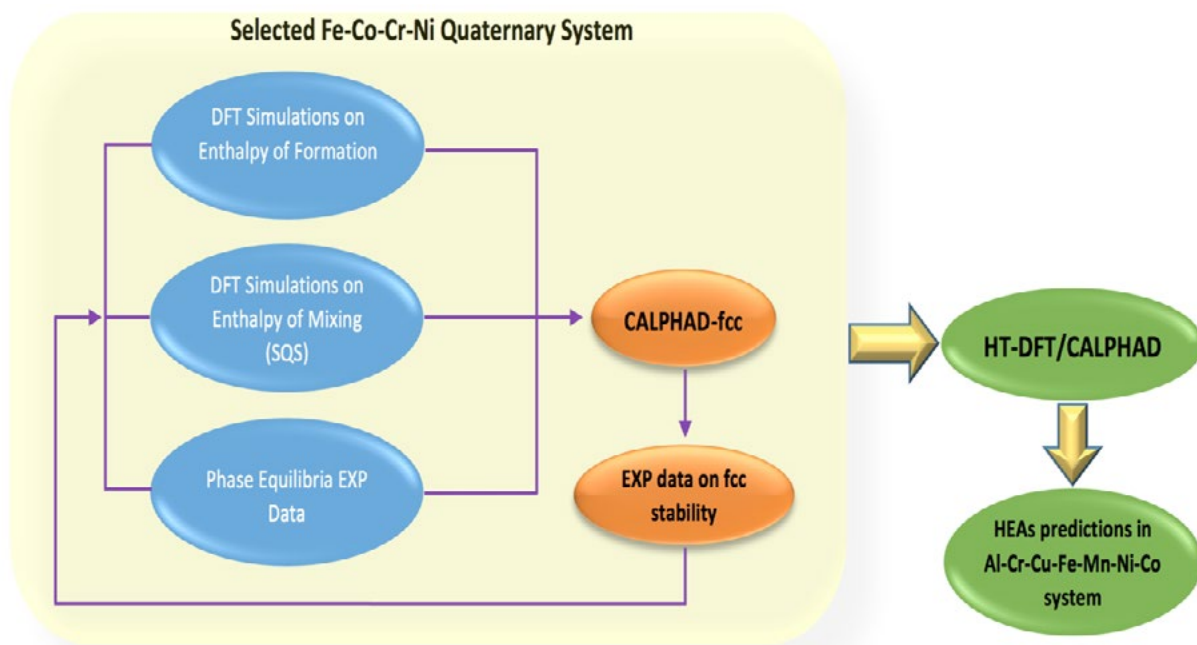 Selected Fe-Co-Cr-Ni Quaternary System
DFT Simulations on
Enthalpy of Formation
DFT Simulations on
Enthalpy of Mixing
(SQS)
Phase Equilibria EXP
Data
CALPHAD-fcc
EXP data on fcc
stability
HT-DFT/CALPHAD
HEAs predictions in
Al-Cr-Cu-Fe-Mn-Ni-Co
system